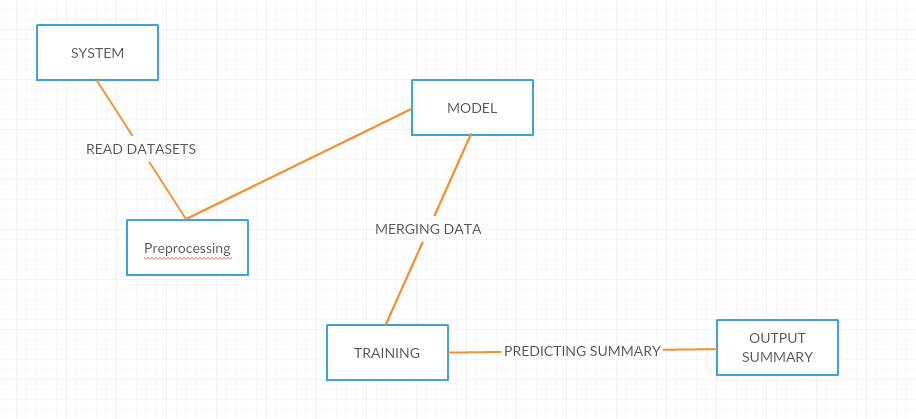 SYSTEM
MODEL
READ DATASETS
MERGING DATA
Preprocessing
OUTPUT
SUMMARY
TRAINING
PREDICTING SUMMARY